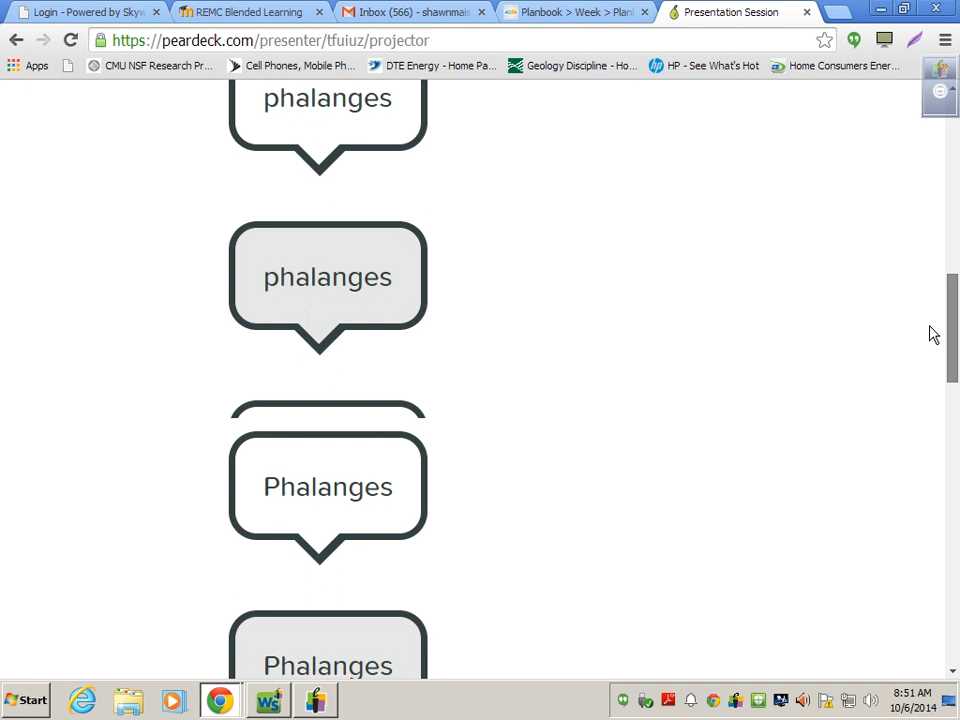 Login - Powered by Skyw
REMC Blended Learning
Inbox (566) - shawnmais
Planbook > Week > Plan
Presentation Session
https://peardeck.com/presenter/tfuiuz/projector
Apps
CMU NSF Research Pr...
Cell Phones, Mobile Ph...
DTE Energy - Home Pa...
Geology Discipline - Ho...
HP - See What's Hot
Home Consumers Ener...
phalanges
phalanges
Phalanges
Phalanges
Start
8:51 AM
10/6/2014